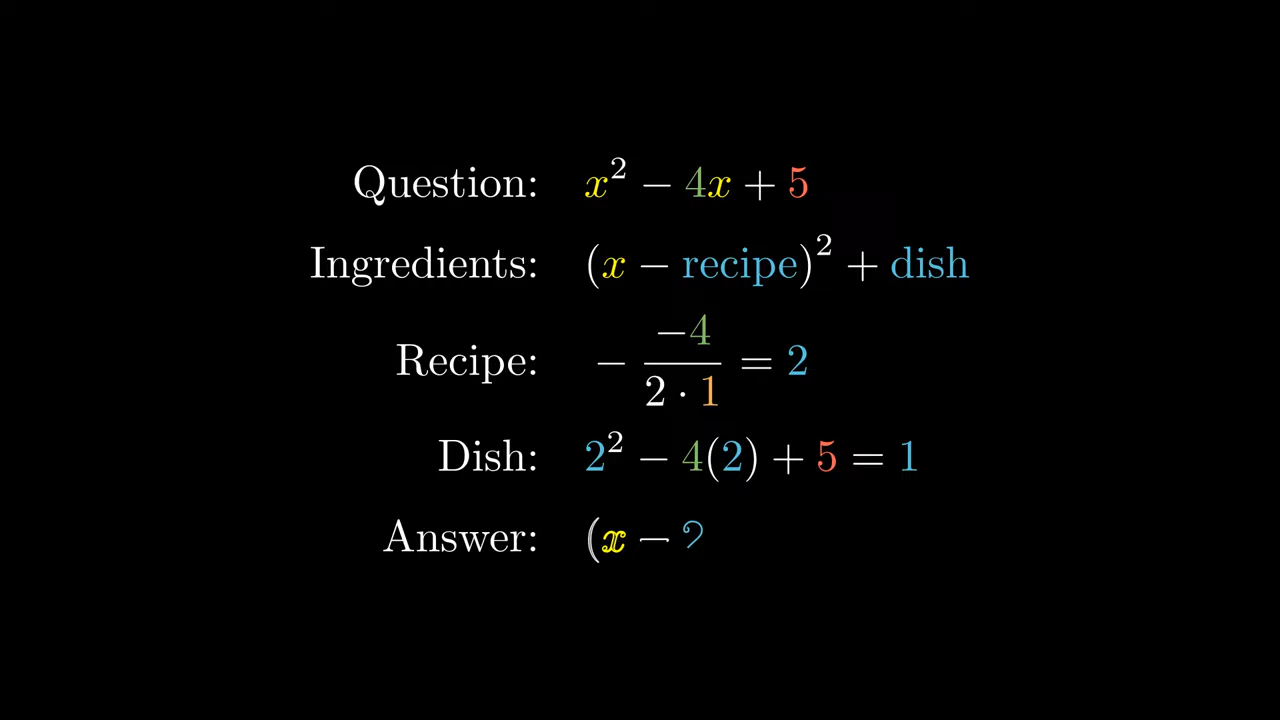 Question: x² − 4x + 5
Ingredients: (x − recipe)² + dish
Recipe: − −4/(2 · 1) = 2
Dish: 2² − 4(2) + 5 = 1
Answer: (x −